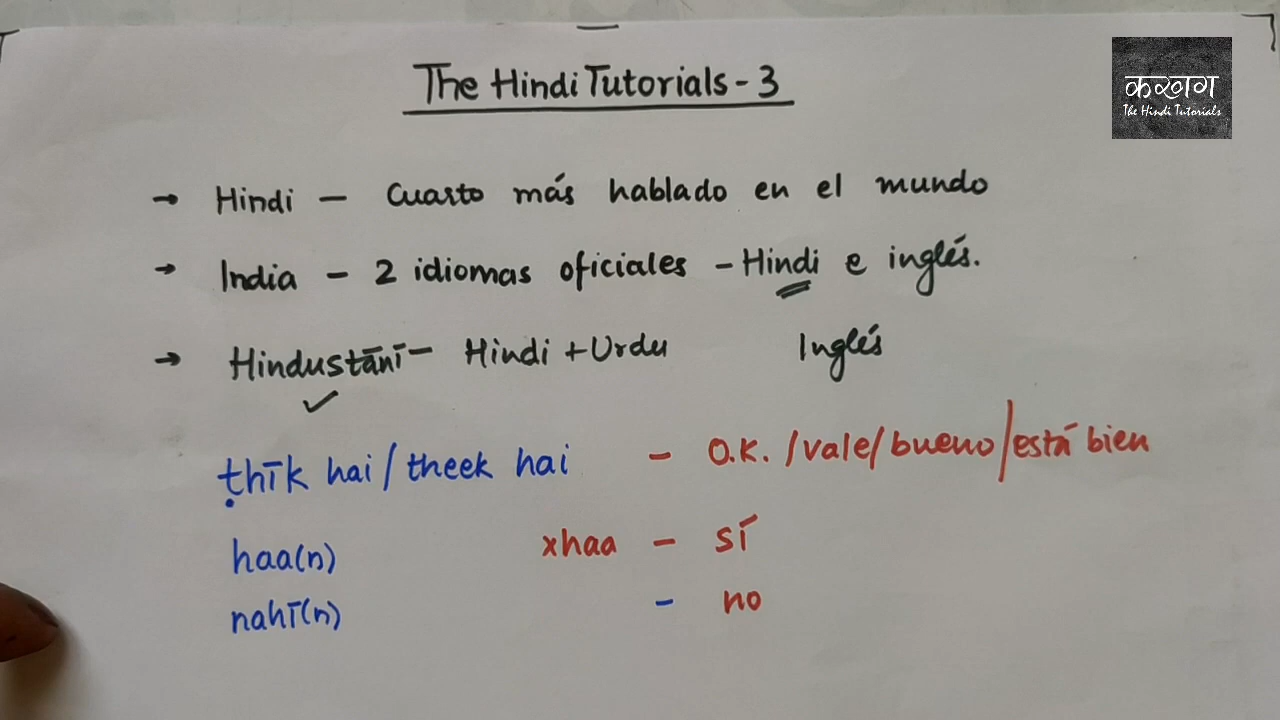 The Hindi Tutorials - 3
करवग
The Hindi Tutorials
→ Hindi — Cuarto más hablado en el mundo
→ India - 2 idiomas oficiales - Hindi e inglés.
→ Hindustānī - Hindi + Urdu Inglés
ṭhīk hai / theek hai - O.K. / vale / bueno / está bien
haa(n) xhaa - sí
nahī(n) - no